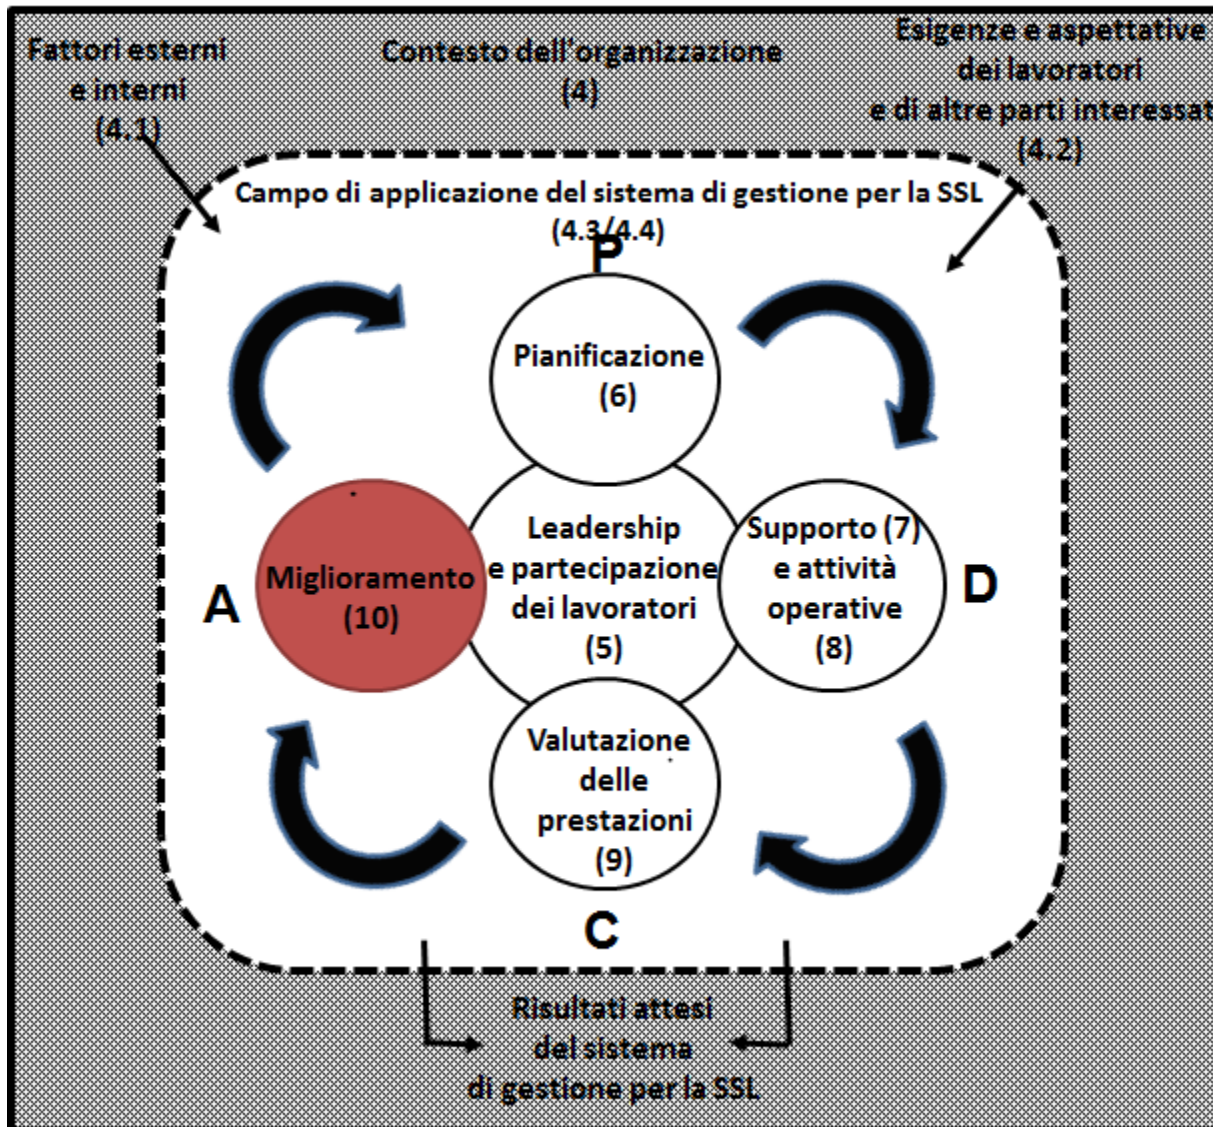 Fattori esterni
e interni
(4.1)
Contesto dell'organizzazione
(4)
Esigenze e aspettative
dei lavoratori
e di altre parti interessat
(4.2)
Campo di applicazione del sistema di gestione per la SSL
(4.3/4.4)
P
Pianificazione
(6)
A
Miglioramento
(10)
Leadership
e partecipazione
dei lavoratori
(5)
Supporto (7)
e attività
operative
(8)
D
Valutazione
delle
prestazioni
(9)
C
Risultati attesi
del sistema
di gestione per la SSL